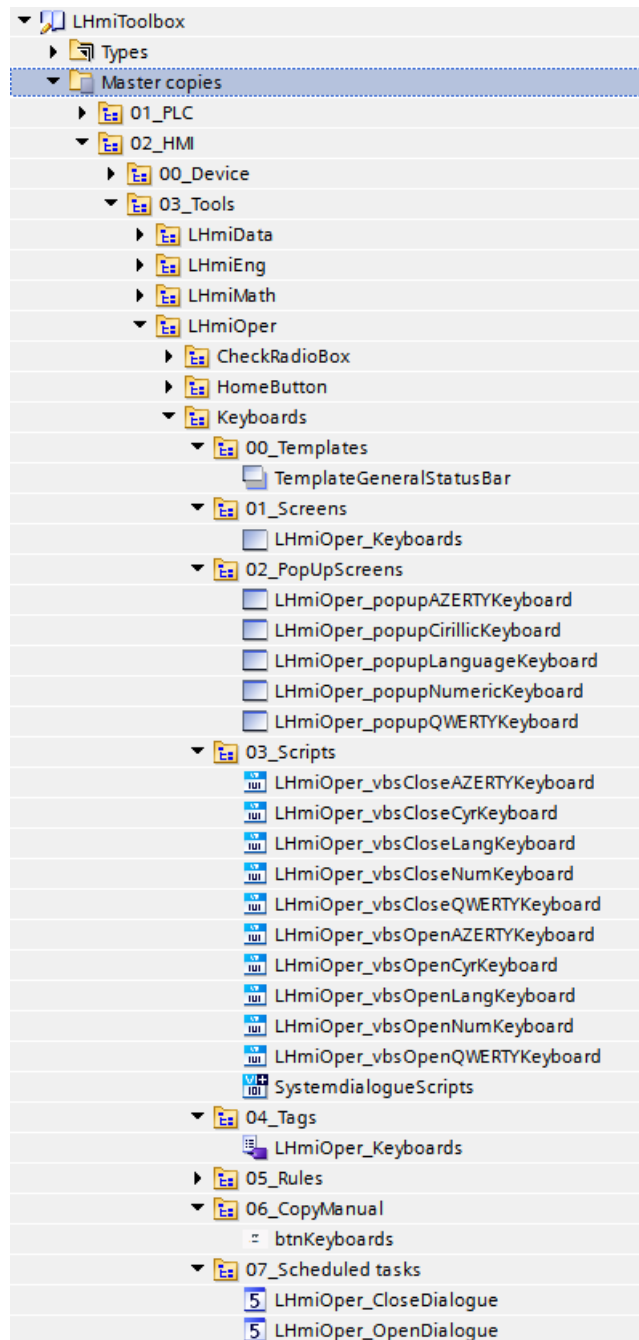 LHmiToolbox
Types
Master copies
01_PLC
02_HMI
00_Device
03_Tools
LHmiData
LHmiEng
LHmiMath
LHmiOper
CheckRadioBox
HomeButton
Keyboards
00_Templates
TemplateGeneralStatusBar
01_Screens
LHmiOper_Keyboards
02_PopUpScreens
LHmiOper_popupAZERTYKeyboard
LHmiOper_popupCirillicKeyboard
LHmiOper_popupLanguageKeyboard
LHmiOper_popupNumericKeyboard
LHmiOper_popupQWERTYKeyboard
03_Scripts
LHmiOper_vbsCloseAZERTYKeyboard
LHmiOper_vbsCloseCyrKeyboard
LHmiOper_vbsCloseLangKeyboard
LHmiOper_vbsCloseNumKeyboard
LHmiOper_vbsCloseQWERTYKeyboard
LHmiOper_vbsOpenAZERTYKeyboard
LHmiOper_vbsOpenCyrKeyboard
LHmiOper_vbsOpenLangKeyboard
LHmiOper_vbsOpenNumKeyboard
LHmiOper_vbsOpenQWERTYKeyboard
SystemdialogueScripts
04_Tags
LHmiOper_Keyboards
05_Rules
06_CopyManual
btnKeyboards
07_Scheduled tasks
5 LHmiOper_CloseDialogue
5 LHmiOper_OpenDialogue